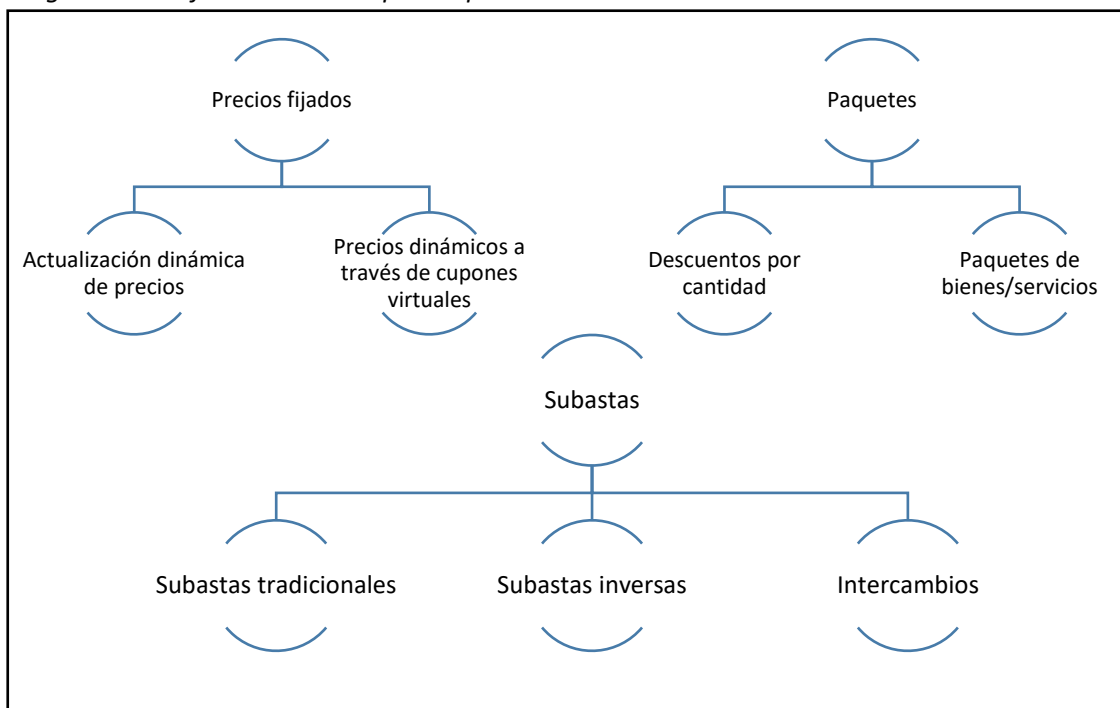 Precios fijados
Paquetes
Actualización dinámica
de precios
Precios dinámicos a
través de cupones
virtuales
Descuentos por
cantidad
Paquetes de
bienes/servicios
Subastas
Subastas tradicionales
Subastas inversas
Intercambios